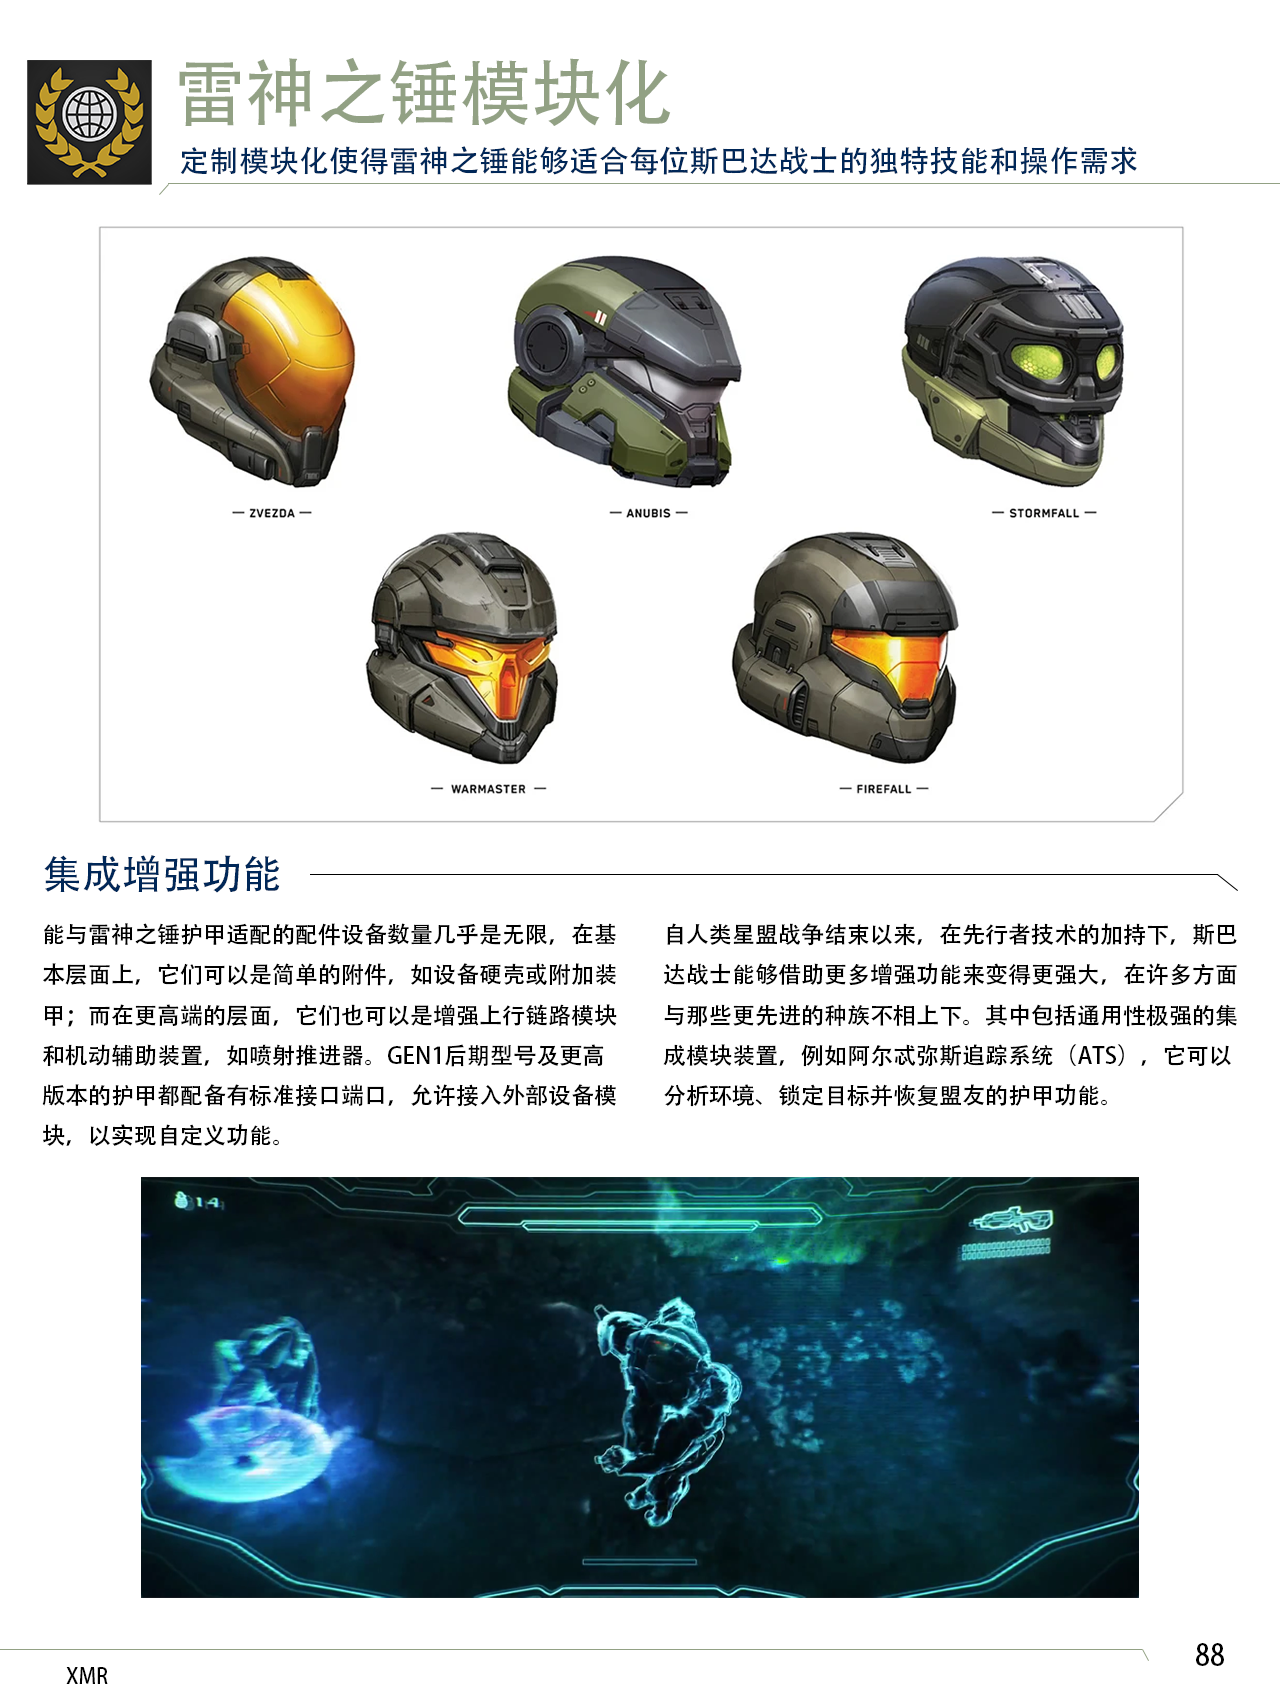 雷神之锤模块化
定制模块化使得雷神之锤能够适合每位斯巴达战士的独特技能和操作需求
— ZVEZDA —
— ANUBIS —
— STORMFALL —
— WARMASTER —
— FIREFALL —
集成增强功能
能与雷神之锤护甲适配的配件设备数量几乎是无限，在基
本层面上，它们可以是简单的附件，如设备硬壳或附加装
甲；而在更高端的层面，它们也可以是增强上行链路模块
和机动辅助装置，如喷射推进器。GEN1后期型号及更高
版本的护甲都配备有标准接口端口，允许接入外部设备模
块，以实现自定义功能。
自人类星盟战争结束以来，在先行者技术的加持下，斯巴
达战士能够借助更多增强功能来变得更强大，在许多方面
与那些更先进的种族不相上下。其中包括通用性极强的集
成模块装置，例如阿尔忒弥斯追踪系统（ATS），它可以
分析环境、锁定目标并恢复盟友的护甲功能。
14
XMR
88